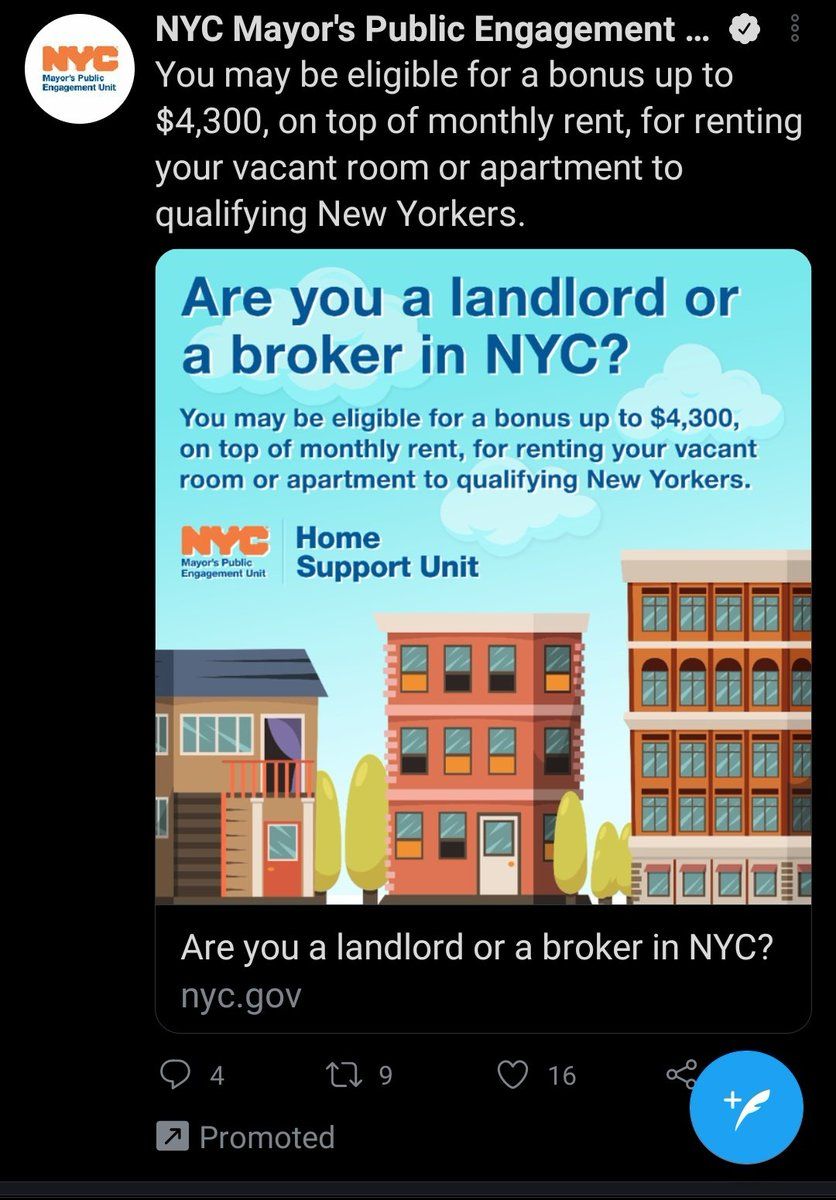 NYC Mayor's Public Engagement ...
NYC
Mayor's Public
Engagement Unit
You may be eligible for a bonus up to
$4,300, on top of monthly rent, for renting
your vacant room or apartment to
qualifying New Yorkers.
Are you a landlord or
a broker in NYC?
You may be eligible for a bonus up to $4,300,
on top of monthly rent, for renting your vacant
room or apartment to qualifying New Yorkers.
NYC
Mayor's Public
Engagement Unit
Home
Support Unit
Are you a landlord or a broker in NYC?
nyc.gov
4 9 16
Promoted